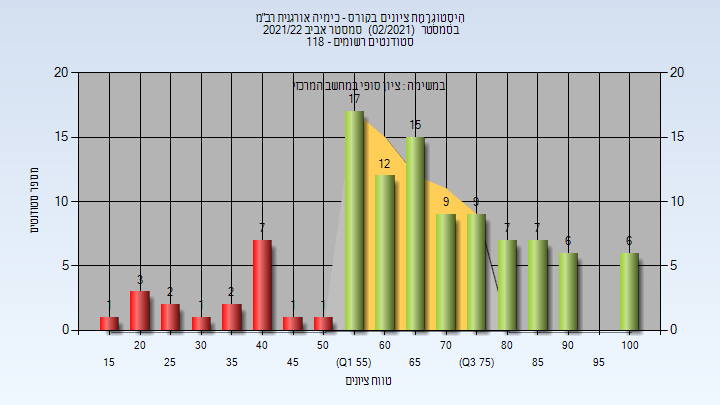 היסטוגרמת ציונים בקורס - כימיה אורגנית רב"מ
בסמסטר (02/2021) סמסטר אביב 2021/22
סטודנטים רשומים - 118
במשימה : ציון סופי במחשב המרכזי
מספר סטודנטים
20 20
15 15
10 10
5 5
0 0
1 3 2 1 2 7 1 1 17 12 15 9 9 7 7 6 6
20 30 40 50 60 70 80 90 100
15 25 35 45 (Q1 55) 65 (Q3 75) 85 95
טווח ציונים